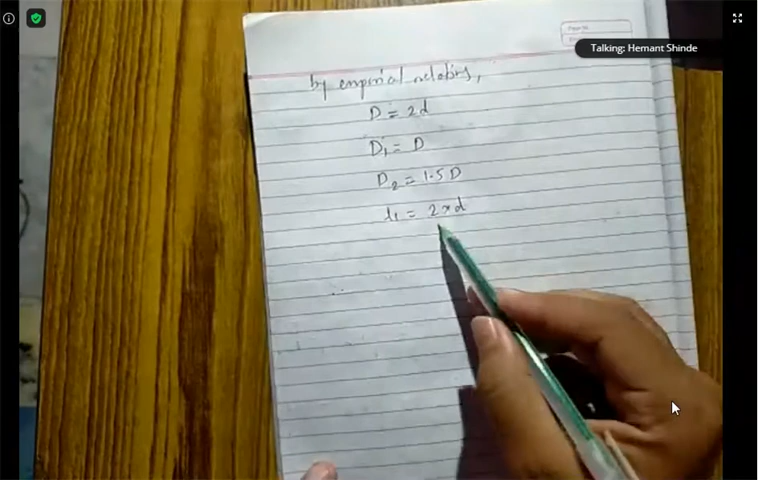 Talking: Hemant Shinde
by empirical relations,
D = 2d
D₁ = D
D₂ = 1.5 D
l₁ = 2 x d